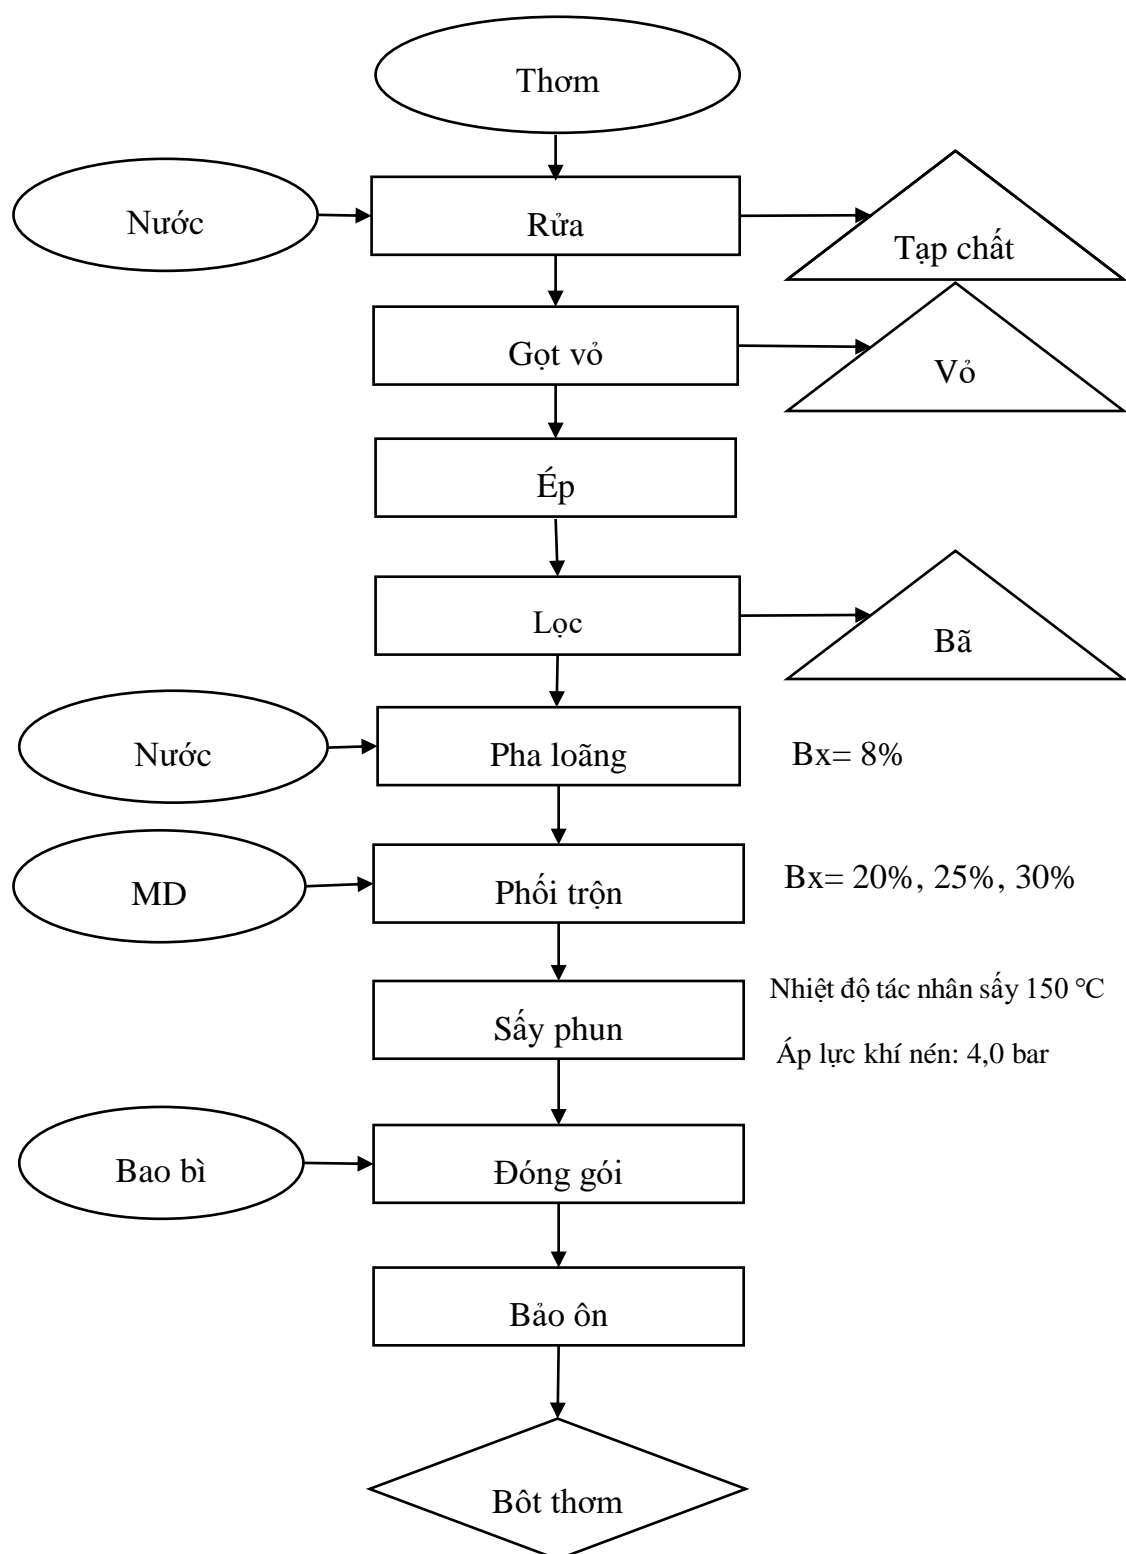 Thơm
Nước
Rửa
Tạp chất
Gọt vỏ
Vỏ
Ép
Lọc
Bã
Nước
Pha loãng
Bx= 8%
MD
Phối trộn
Bx= 20%, 25%, 30%
Sấy phun
Nhiệt độ tác nhân sấy 150 °C
Áp lực khí nén: 4,0 bar
Bao bì
Đóng gói
Bảo ôn
Bôt thơm